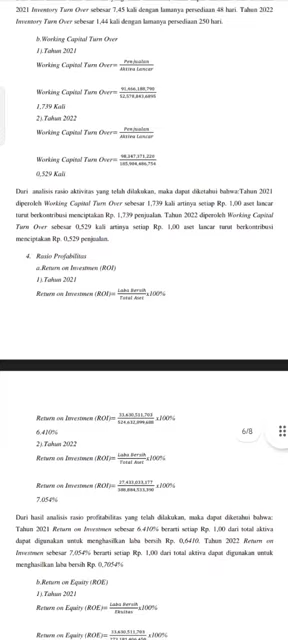 2021 Inventory Turn Over sebesar 7,45 kali dengan lamanya persediaan 48 hari. Tahun 2022
Inventory Turn Over sebesar 1,44 kali dengan lamanya persediaan 250 hari.
b.Working Capital Turn Over
1) Tahun 2021
Working Capital Turn Over= Penjualan / Aktiva Lancar
Working Capital Turn Over=
1,739 Kali
2) Tahun 2022
Working Capital Turn Over= Penjualan / Aktiva Lancar
Working Capital Turn Over=
0,529 Kali
Dari analisis rasio aktivitas yang telah dilakukan, maka dapat diketahui bahwa:Tahun 2021
diperoleh Working Capital Turn Over sebesar 1,739 kali artinya setiap Rp. 1,00 aset lancar
turut berkontribusi menciptakan Rp. 1,739 penjualan. Tahun 2022 diperoleh Working Capital
Turn Over sebesar 0,529 kali artinya setiap Rp. 1,00 aset lancar turut berkontribusi
menciptakan Rp. 0,529 penjualan.
4. Rasio Profabilitas
a.Return on Investmen (ROI)
1) Tahun 2021
Return on Investmen (ROI)= Laba Bersih / Total Aset x100%
Return on Investmen (ROI)= x100%
6.410%
6/8
2) Tahun 2022
Return on Investmen (ROI)= Laba Bersih / Total Aset x100%
Return on Investmen (ROI)= x100%
7.054%
Dari hasil analisis rasio profitabilitas yang telah dilakukan, maka dapat diketahui bahwa:
Tahun 2021 Return on Investmen sebesar 6.410% berarti setiap Rp. 1,00 dari total aktiva
dapat digunakan untuk menghasilkan laba bersih Rp. 0,6410. Tahun 2022 Return on
Investmen sebesar 7,054% berarti setiap Rp. 1,00 dari total aktiva dapat digunakan untuk
menghasilkan laba bersih Rp. 0,7054%
b.Return on Equity (ROE)
1) Tahun 2021
Return on Equity (ROE)= Laba Bersih / Ekuitas x100%
Return on Equity (ROE)= x100%